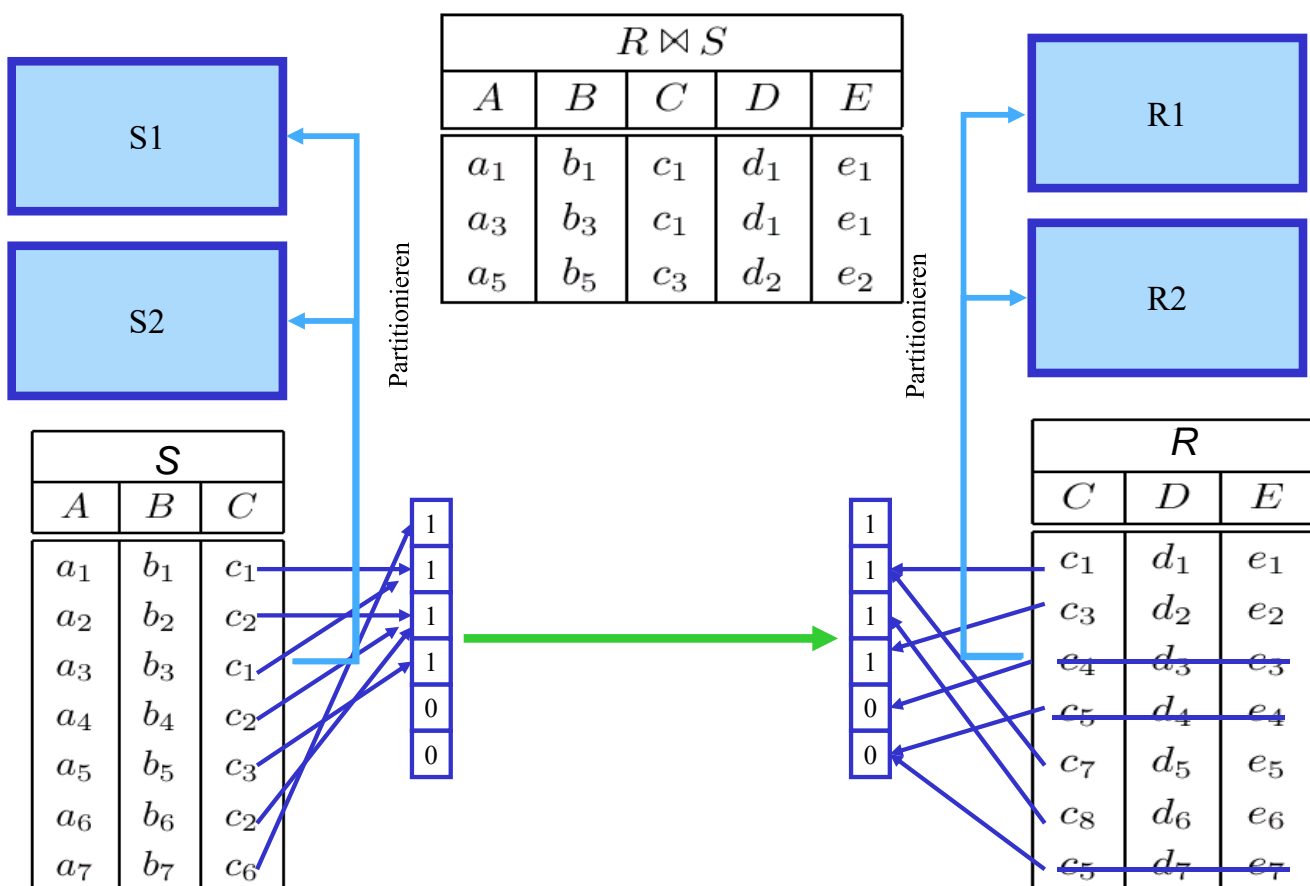 R ⋈ S
A B C D E
a₁ b₁ c₁ d₁ e₁
a₃ b₃ c₁ d₁ e₁
a₅ b₅ c₃ d₂ e₂
S1
S2
Partitionieren
R1
R2
Partitionieren
S
A B C
a₁ b₁ c₁
a₂ b₂ c₂
a₃ b₃ c₁
a₄ b₄ c₂
a₅ b₅ c₃
a₆ b₆ c₂
a₇ b₇ c₆
1
1
1
1
0
0
1
1
1
1
0
0
R
C D E
c₁ d₁ e₁
c₃ d₂ e₂
c₄ d₃ e₃
c₅ d₄ e₄
c₇ d₅ e₅
c₈ d₆ e₆
c₅ d₇ e₇